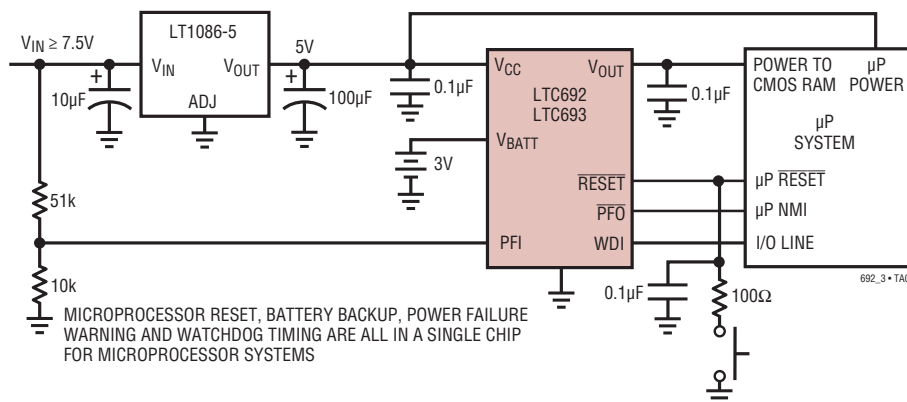 V_IN ≥ 7.5V
LT1086-5
V_IN
V_OUT
ADJ
5V
+
10µF
+
100µF
0.1µF
V_CC
V_OUT
LTC692
LTC693
V_BATT
3V
R̅E̅S̅E̅T̅
P̅F̅O̅
PFI
WDI
0.1µF
POWER TO
CMOS RAM
µP
POWER
µP
SYSTEM
µP R̅E̅S̅E̅T̅
µP NMI
I/O LINE
692_3 • TA0
51k
10k
0.1µF
100Ω
MICROPROCESSOR RESET, BATTERY BACKUP, POWER FAILURE
WARNING AND WATCHDOG TIMING ARE ALL IN A SINGLE CHIP
FOR MICROPROCESSOR SYSTEMS